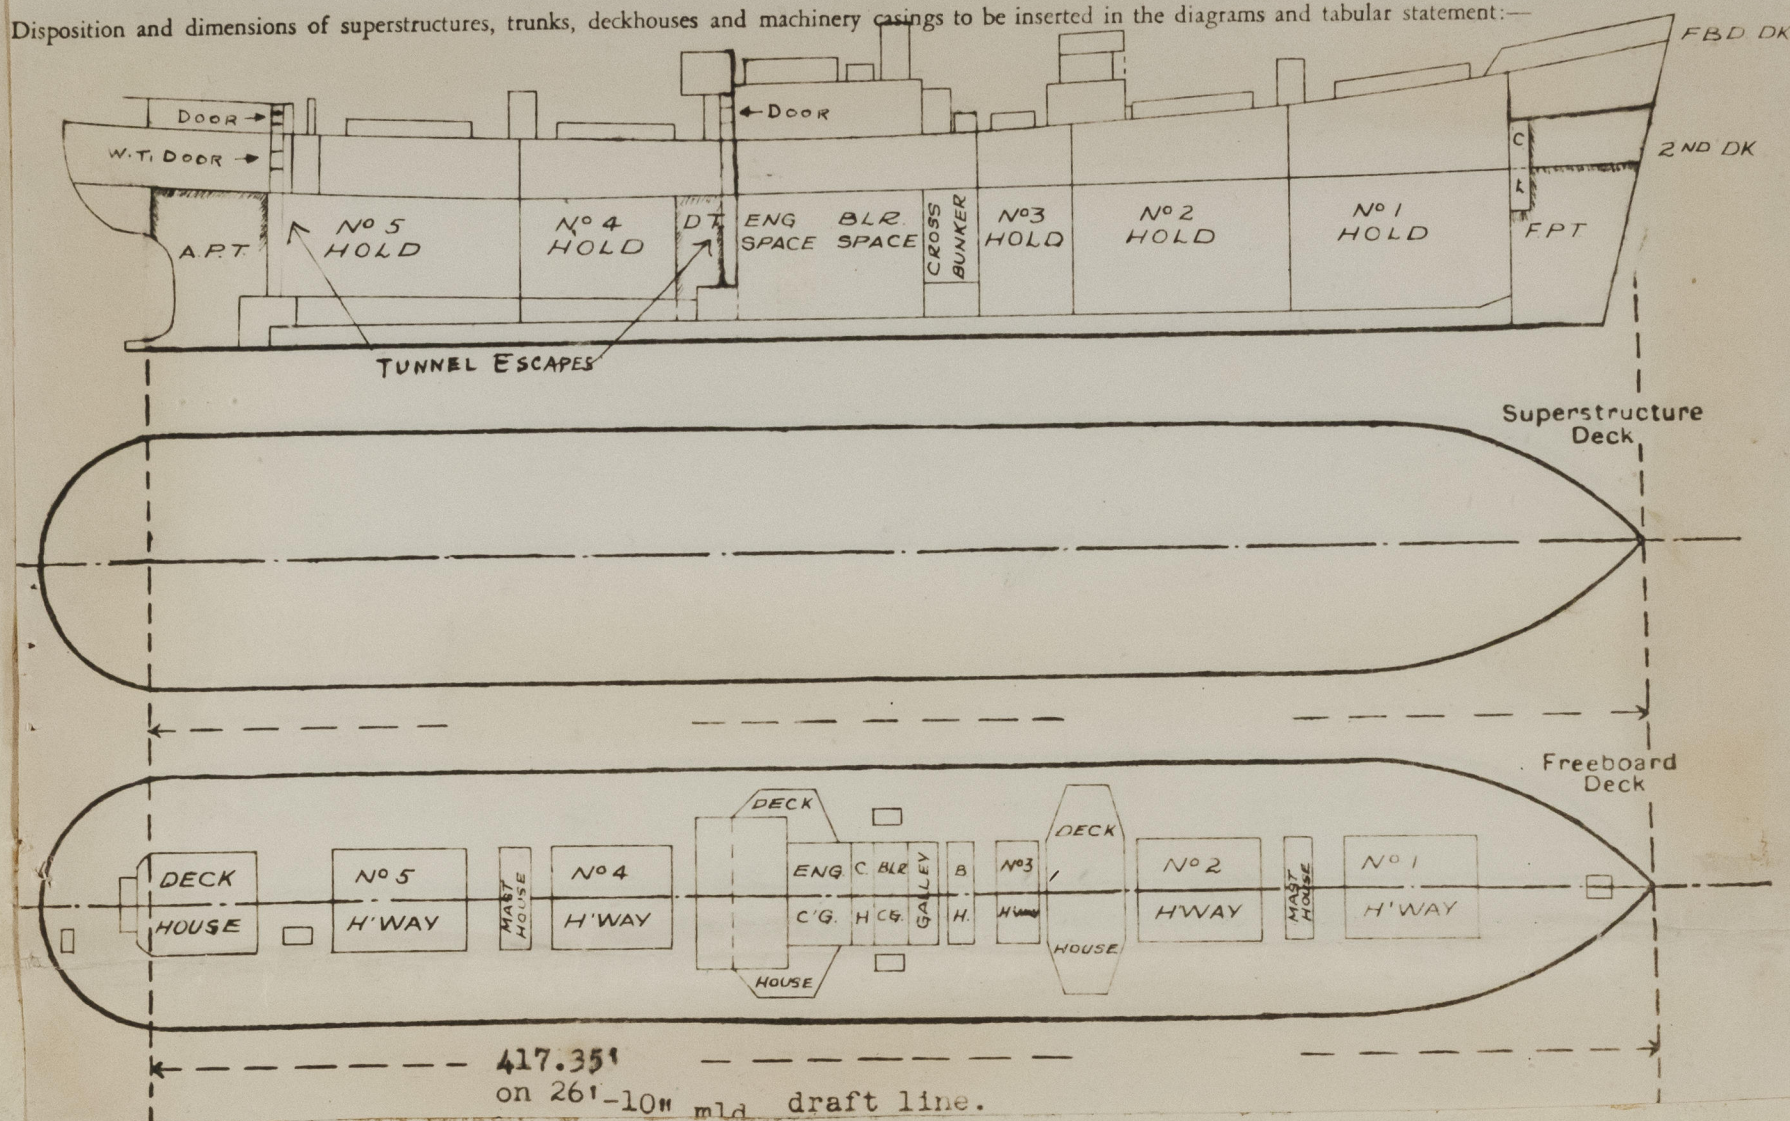 Disposition and dimensions of superstructures, trunks, deckhouses and machinery casings to be inserted in the diagrams and tabular statement:—
FBD DK
DOOR
DOOR
W.T. DOOR
2ND DK
C
L
A.P.T.
No 5
HOLD
No 4
HOLD
DT
ENG
SPACE
BLR.
SPACE
CROSS
BUNKER
No3
HOLD
No 2
HOLD
No 1
HOLD
F.P.T
TUNNEL ESCAPES
Superstructure
Deck
Freeboard
Deck
DECK
HOUSE
No 5
H'WAY
MAST
HOUSE
No 4
H'WAY
DECK
HOUSE
ENG.
C'G.
C.
H
BLR
CG.
GALLEY
B
H.
No3
DECK
HOUSE
No 2
H'WAY
MAST
HOUSE
No 1
H'WAY
417.35'
on 26'-10" mld draft line.